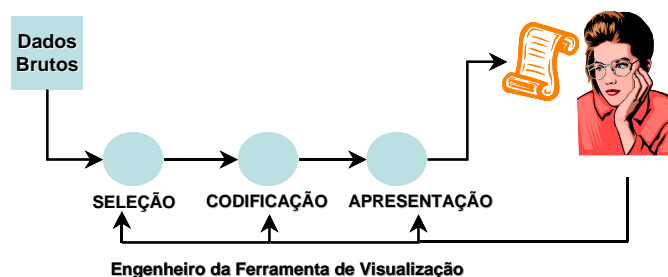 Dados
Brutos
SELEÇÃO CODIFICAÇÃO APRESENTAÇÃO
Engenheiro da Ferramenta de Visualização